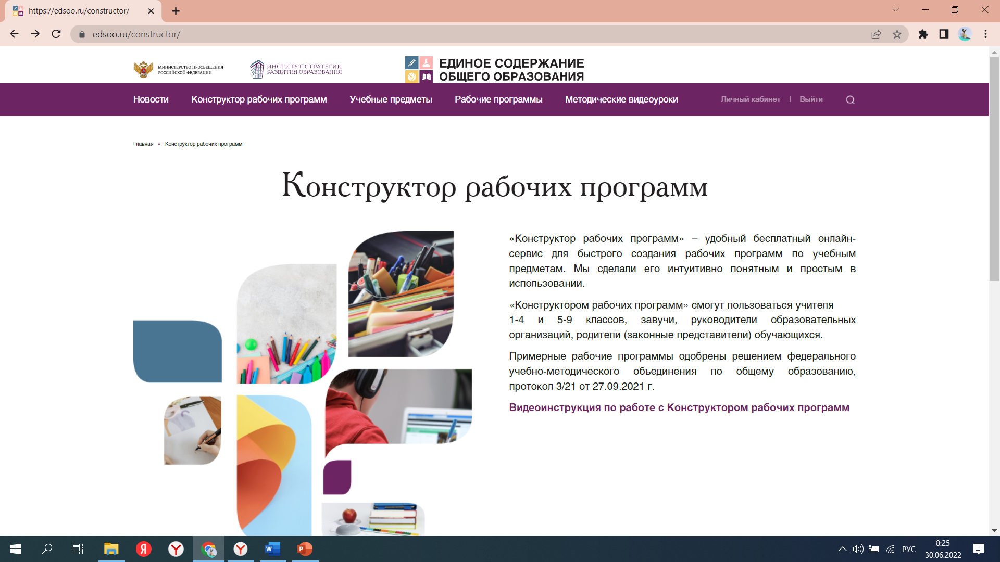 https://edsoo.ru/constructor/
edsoo.ru/constructor/
МИНИСТЕРСТВО ПРОСВЕЩЕНИЯ
РОССИЙСКОЙ ФЕДЕРАЦИИ
ИНСТИТУТ СТРАТЕГИИ
РАЗВИТИЯ ОБРАЗОВАНИЯ
ЕДИНОЕ СОДЕРЖАНИЕ
ОБЩЕГО ОБРАЗОВАНИЯ
Новости Конструктор рабочих программ Учебные предметы Рабочие программы Методические видеоуроки Личный кабинет | Выйти
Главная • Конструктор рабочих программ
Конструктор рабочих программ
«Конструктор рабочих программ» – удобный бесплатный онлайн-
сервис для быстрого создания рабочих программ по учебным
предметам. Мы сделали его интуитивно понятным и простым в
использовании.
«Конструктором рабочих программ» смогут пользоваться учителя
1-4 и 5-9 классов, завучи, руководители образовательных
организаций, родители (законные представители) обучающихся.
Примерные рабочие программы одобрены решением федерального
учебно-методического объединения по общему образованию,
протокол 3/21 от 27.09.2021 г.
Видеоинструкция по работе с Конструктором рабочих программ
Я
Y
Y
W
P
РУС
8:25
30.06.2022